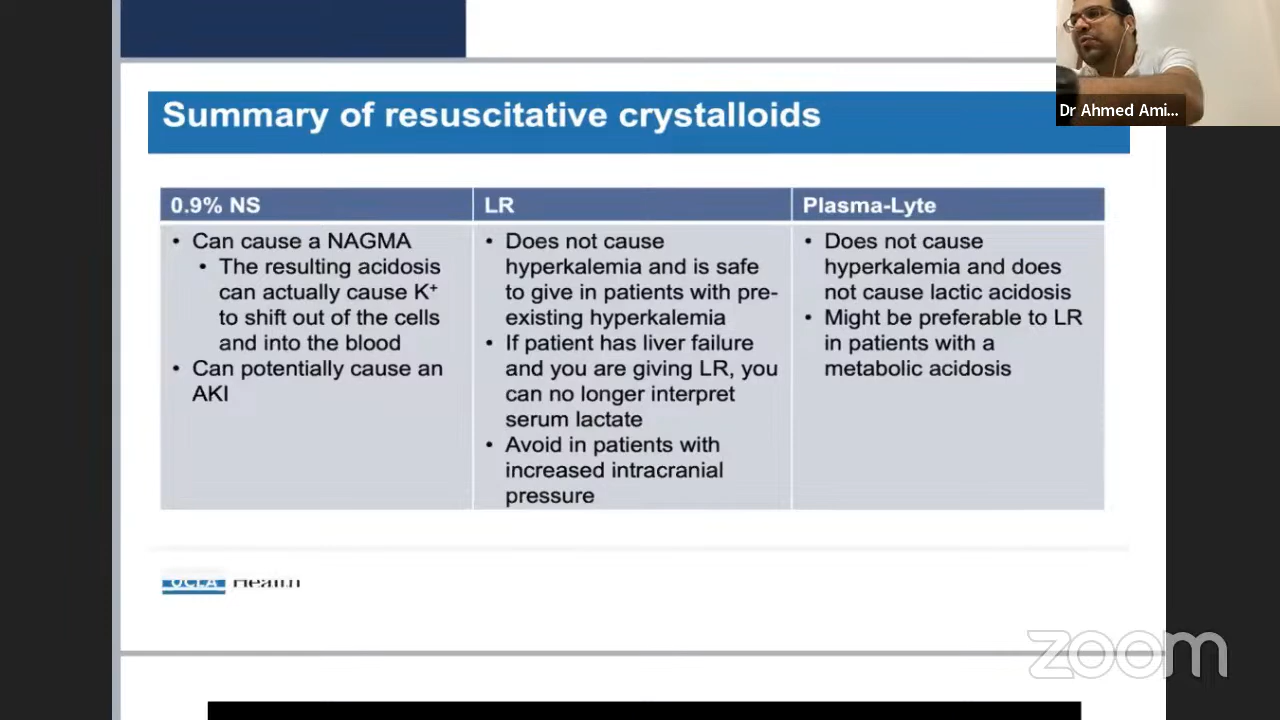 Dr Ahmed Ami...
Summary of resuscitative crystalloids
0.9% NS
• Can cause a NAGMA
• The resulting acidosis
can actually cause K⁺
to shift out of the cells
and into the blood
• Can potentially cause an
AKI
LR
• Does not cause
hyperkalemia and is safe
to give in patients with pre-
existing hyperkalemia
• If patient has liver failure
and you are giving LR, you
can no longer interpret
serum lactate
• Avoid in patients with
increased intracranial
pressure
Plasma-Lyte
• Does not cause
hyperkalemia and does
not cause lactic acidosis
• Might be preferable to LR
in patients with a
metabolic acidosis
UCLA Health
zoom